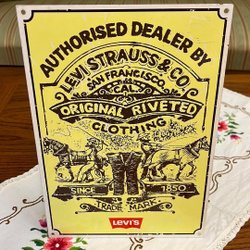 AUTHORISED DEALER BY
LEVI STRAUSS & CO
SAN FRANCISCO
CAL.
ORIGINAL RIVETED
CLOTHING
SINCE 1850
TRADE MARK
LEVI'S